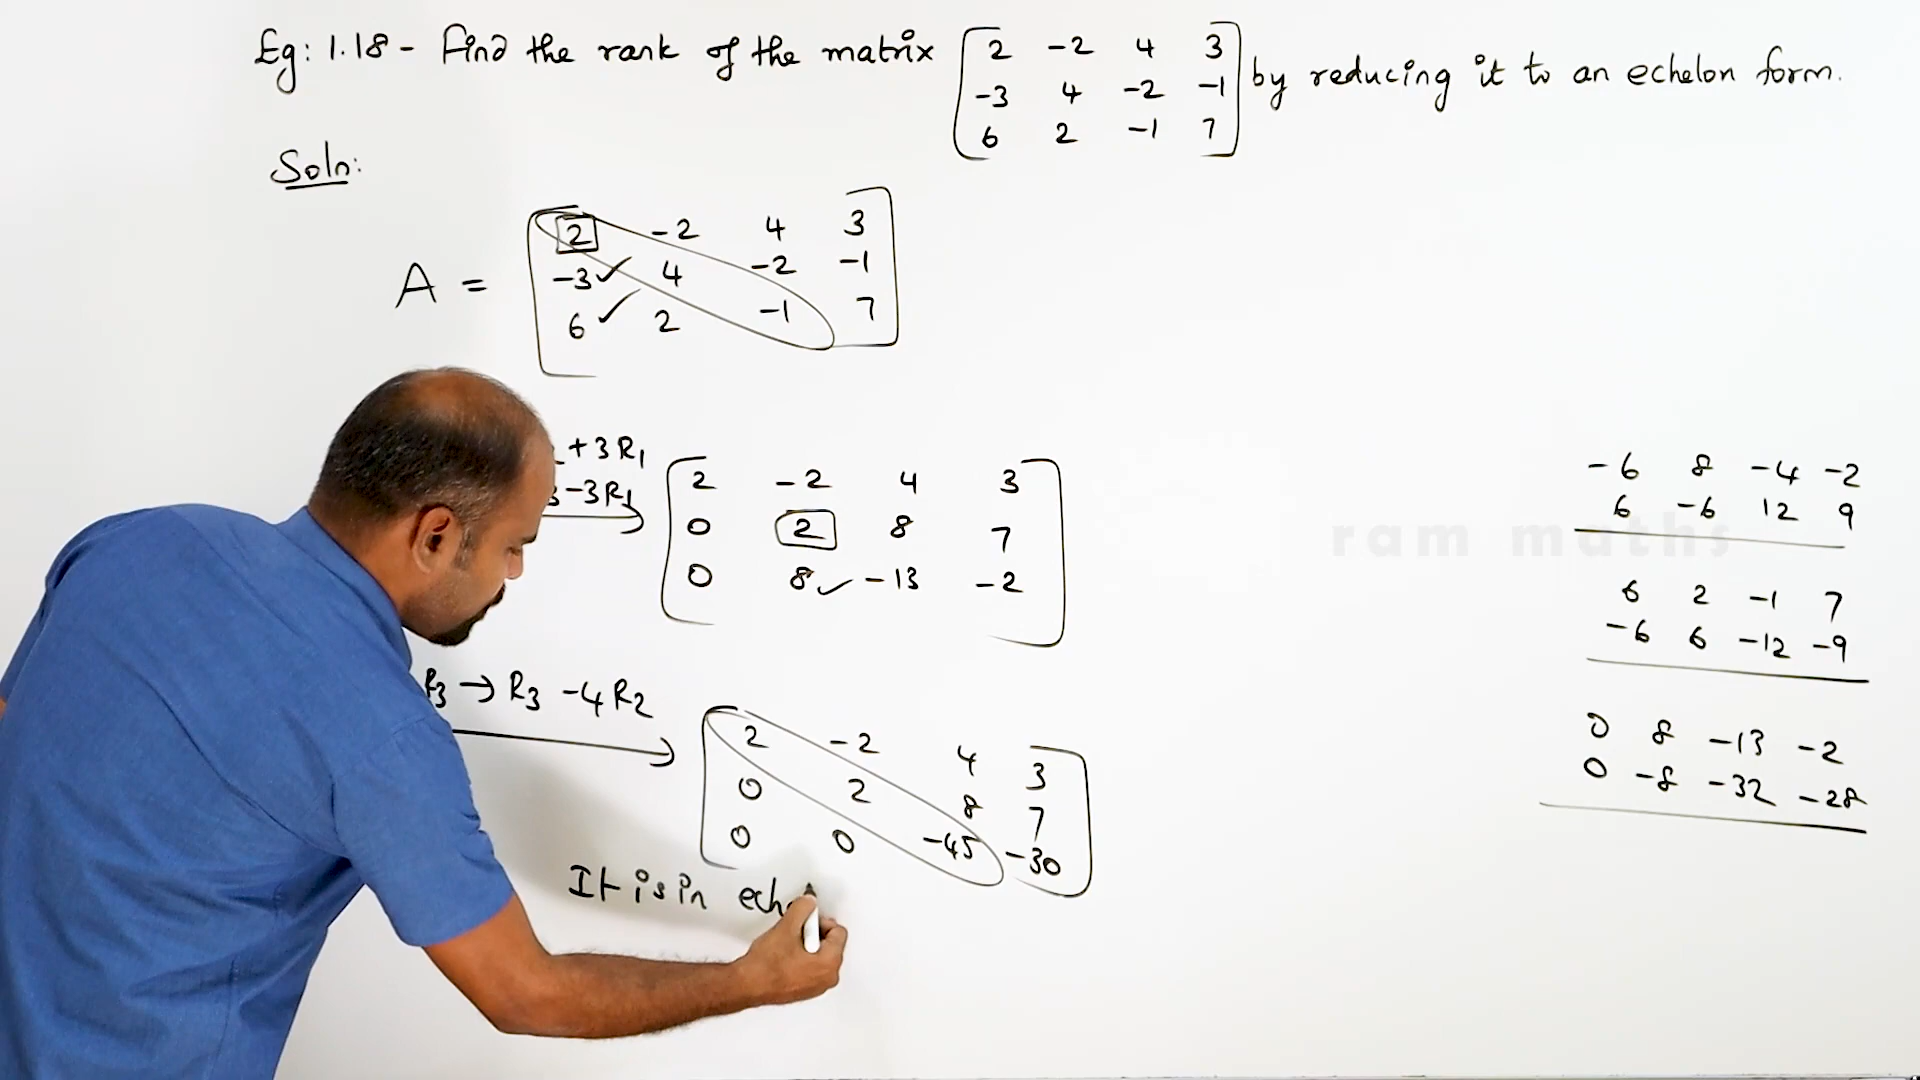 Eg: 1.18 - Find the rank of the matrix [2 -2 4 3
-3 4 -2 -1
6 2 -1 7] by reducing it to an echelon form.
Soln:
A = [2 -2 4 3
-3✓ 4 -2 -1
6✓ 2 -1 7]
+3R1
-3R1
[2 -2 4 3
0 2 8 7
0 8✓ -13 -2]
R3 → R3 -4R2
[2 -2 4 3
0 2 8 7
0 0 -45 -30]
It is in
-6 8 -4 -2
6 -6 12 9
ram maths
6 2 -1 7
-6 6 -12 -9
0 8 -13 -2
0 -8 -32 -28